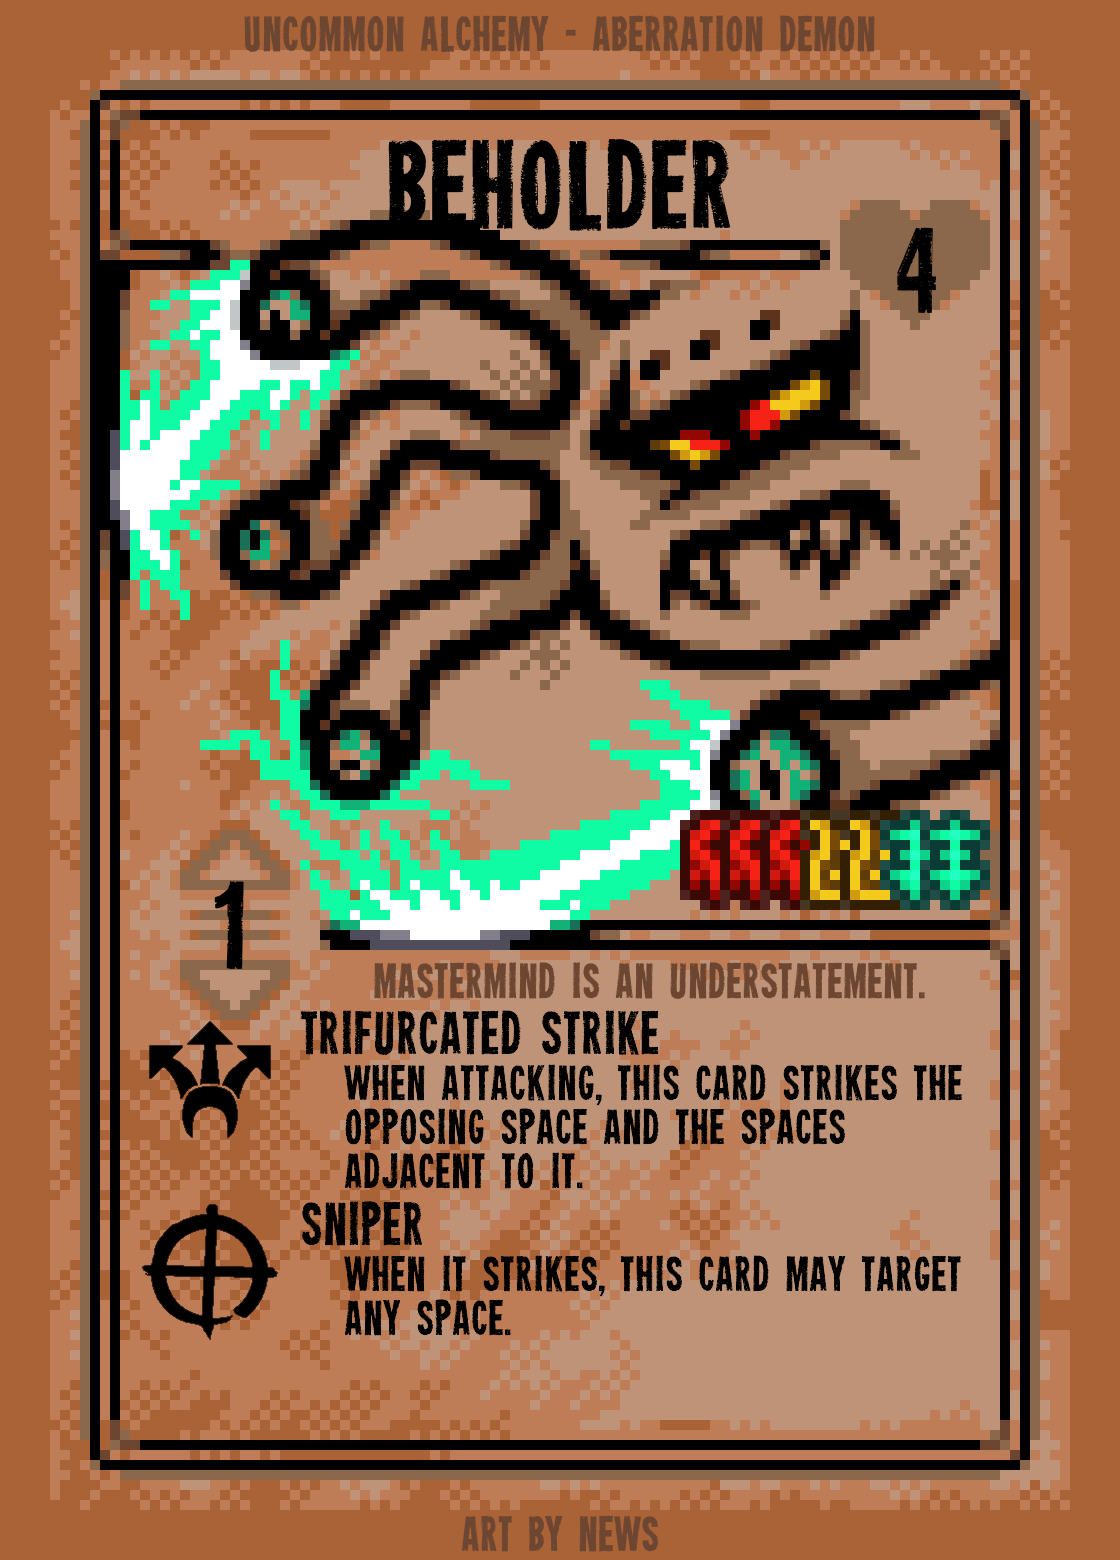 UNCOMMON ALCHEMY - ABERRATION DEMON
BEHOLDER
4
1
MASTERMIND IS AN UNDERSTATEMENT.
TRIFURCATED STRIKE
WHEN ATTACKING, THIS CARD STRIKES THE
OPPOSING SPACE AND THE SPACES
ADJACENT TO IT.
SNIPER
WHEN IT STRIKES, THIS CARD MAY TARGET
ANY SPACE.
ART BY NEWS